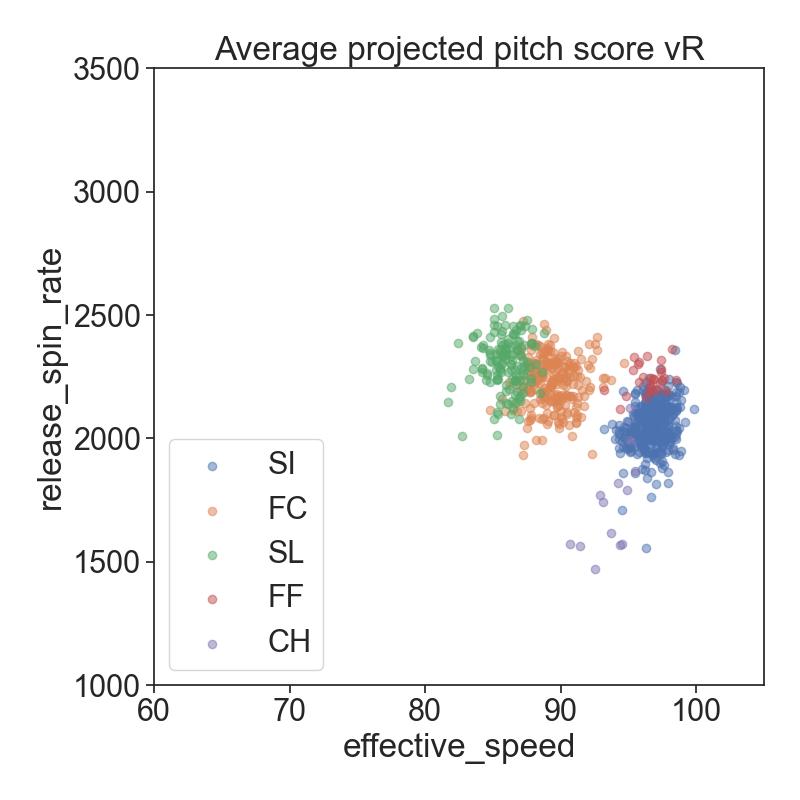 Average projected pitch score vR
3500
3000
2500
2000
1500
1000
release_spin_rate
SI
FC
SL
FF
CH
60
70
80
90
100
effective_speed